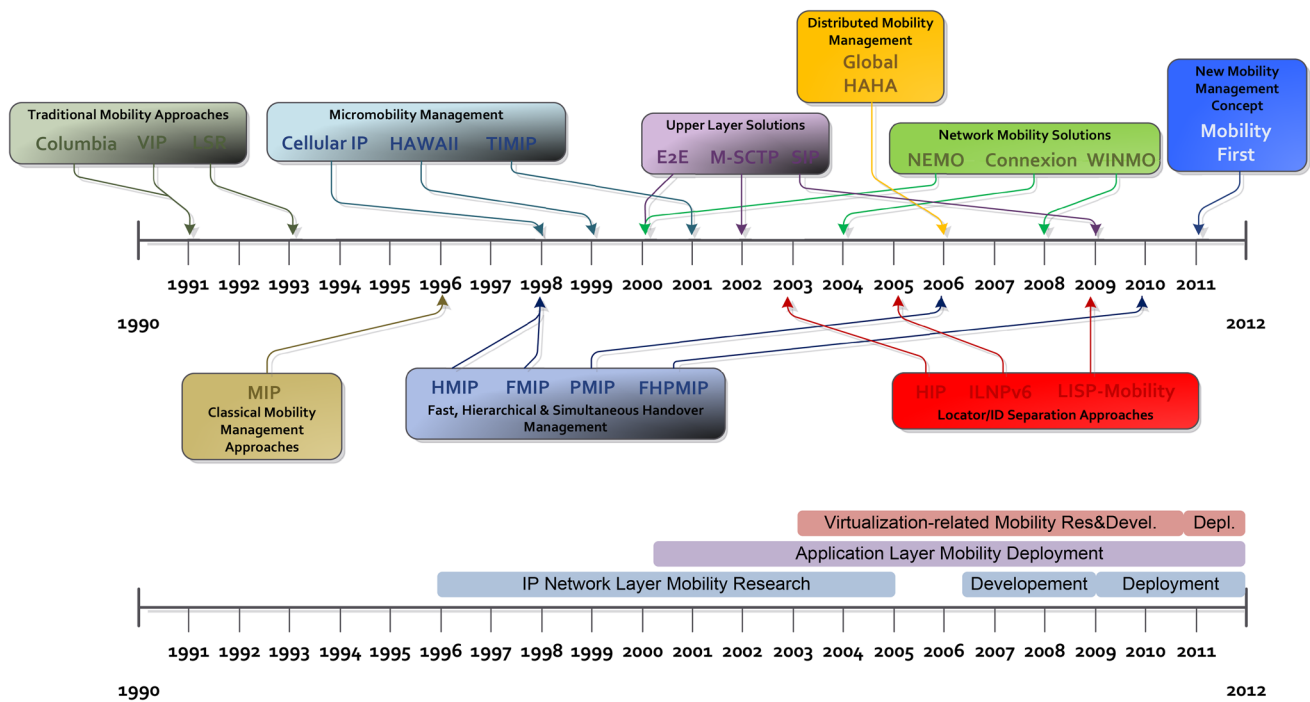 Distributed Mobility
Management
Global
HAHA
New Mobility
Management
Concept
Mobility
First
Traditional Mobility Approaches
Columbia VIP LSR
Micromobility Management
Cellular IP HAWAII TIMIP
Upper Layer Solutions
E2E M-SCTP SIP
Network Mobility Solutions
NEMO Connexion WINMO
1991 1992 1993 1994 1995 1996 1997 1998 1999 2000 2001 2002 2003 2004 2005 2006 2007 2008 2009 2010 2011
1990 2012
MIP
Classical Mobility
Management
Approaches
HMIP FMIP PMIP FHPMIP
Fast, Hierarchical & Simultaneous Handover
Management
HIP ILNPv6 LISP-Mobility
Locator/ID Separation Approaches
Virtualization-related Mobility Res&Devel. Depl.
Application Layer Mobility Deployment
IP Network Layer Mobility Research Developement Deployment
1991 1992 1993 1994 1995 1996 1997 1998 1999 2000 2001 2002 2003 2004 2005 2006 2007 2008 2009 2010 2011
1990 2012